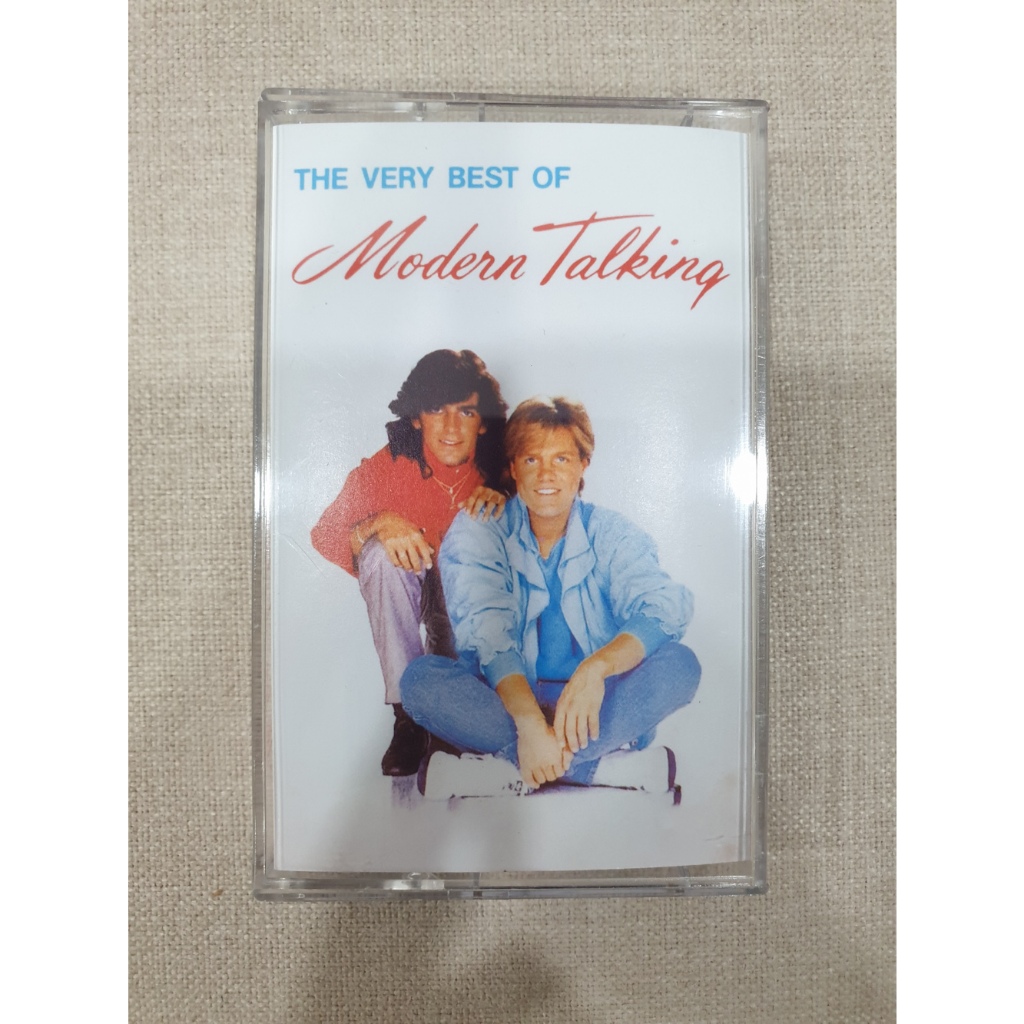 THE VERY BEST OF
Modern Talking